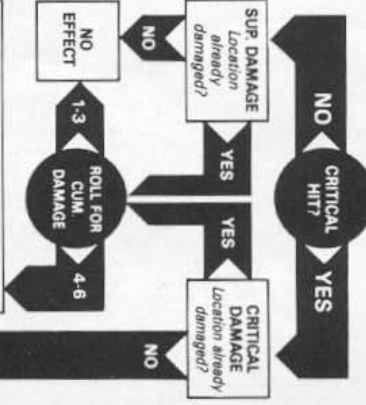 CRITICAL
HIT?
NO
YES
SUP. DAMAGE
Location
already
damaged?
NO
YES
CRITICAL
DAMAGE
Location already
damaged?
YES
NO
NO
EFFECT
ROLL FOR
CUM.
DAMAGE
1-3
4-6